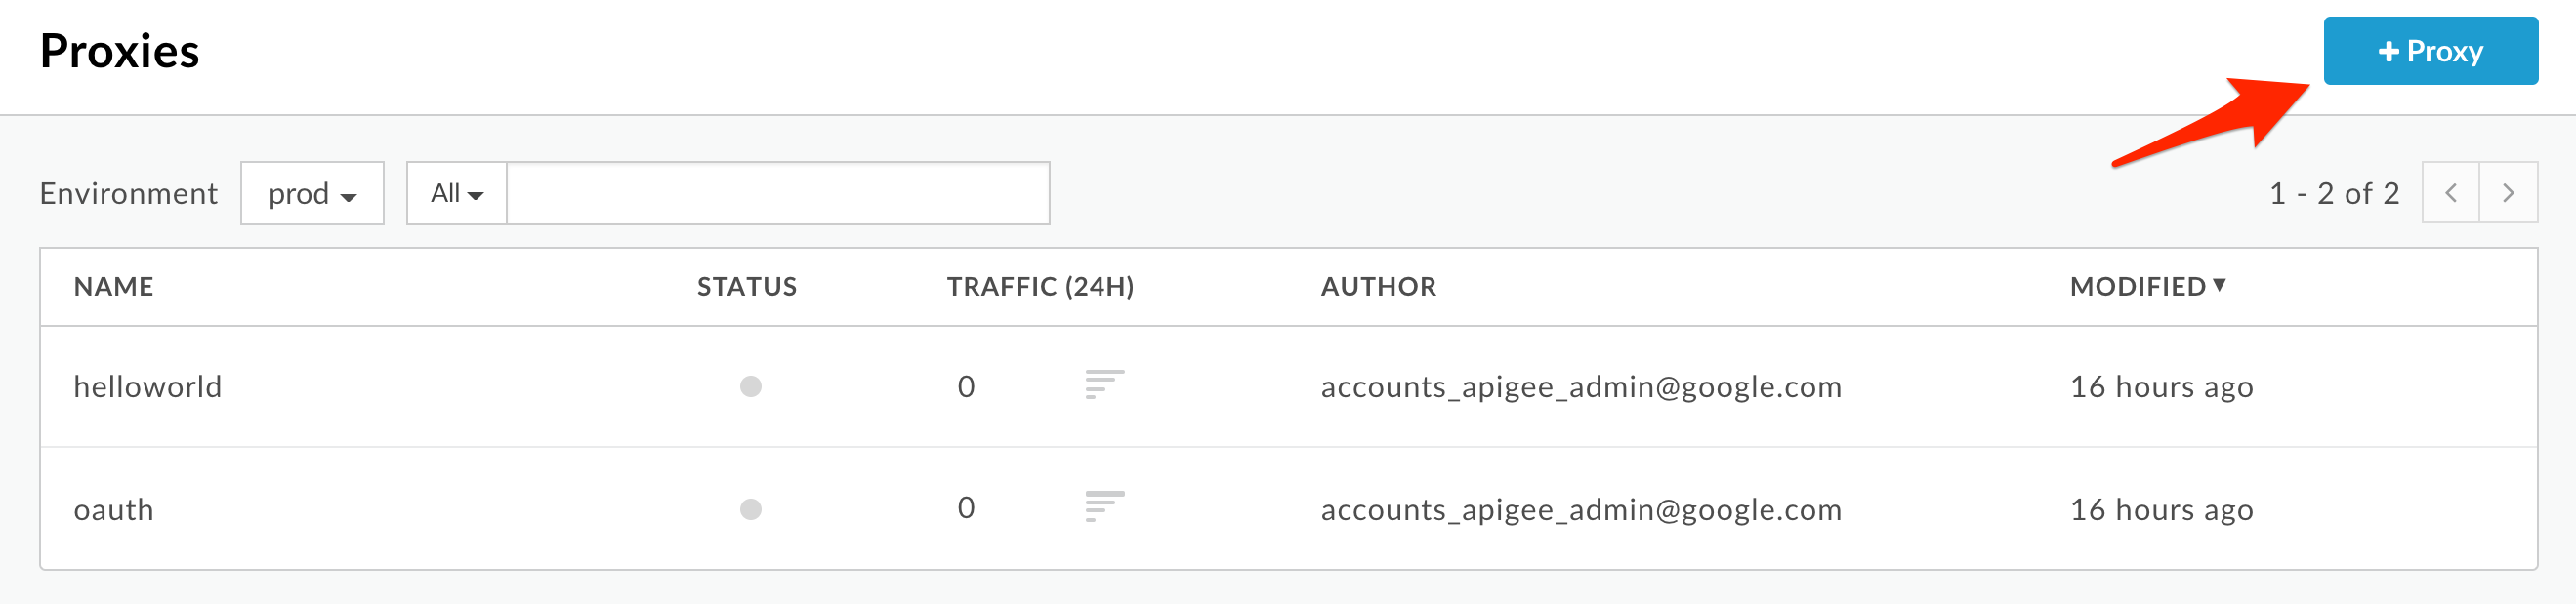 Proxies
+ Proxy
Environment prod All 1 - 2 of 2
NAME STATUS TRAFFIC (24H) AUTHOR MODIFIED
helloworld 0 accounts_apigee_admin@google.com 16 hours ago
oauth 0 accounts_apigee_admin@google.com 16 hours ago